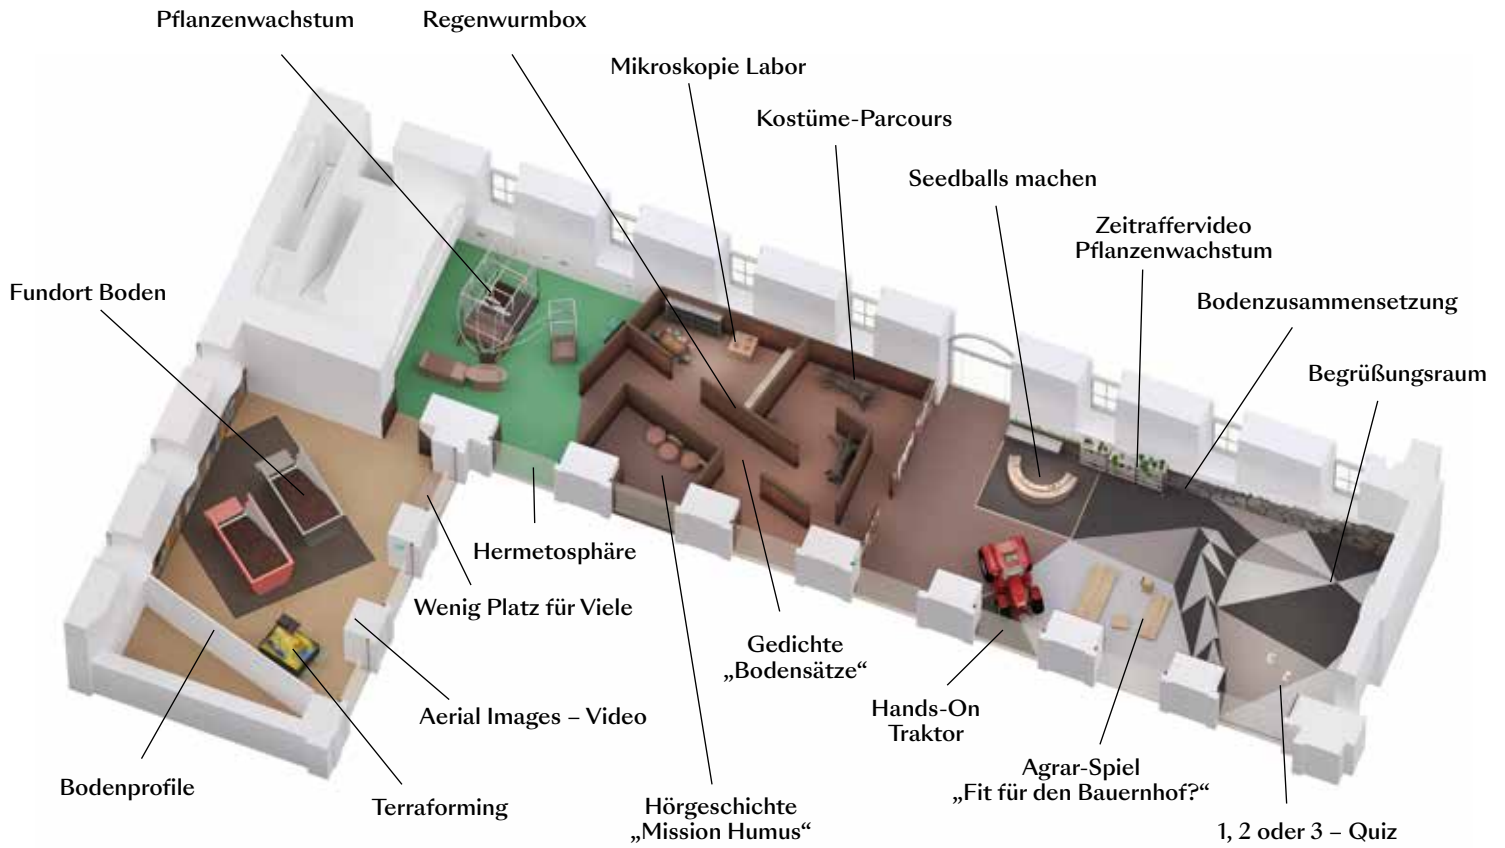 Pflanzenwachstum
Regenwurmbox
Mikroskopie Labor
Kostüme-Parcours
Seedballs machen
Zeitraffervideo
Pflanzenwachstum
Bodenzusammensetzung
Begrüßungsraum
Fundort Boden
Hermetosphäre
Wenig Platz für Viele
Gedichte
„Bodensätze“
Hands-On
Traktor
Aerial Images – Video
Agrar-Spiel
„Fit für den Bauernhof?“
Bodenprofile
Terraforming
Hörgeschichte
„Mission Humus“
1, 2 oder 3 – Quiz